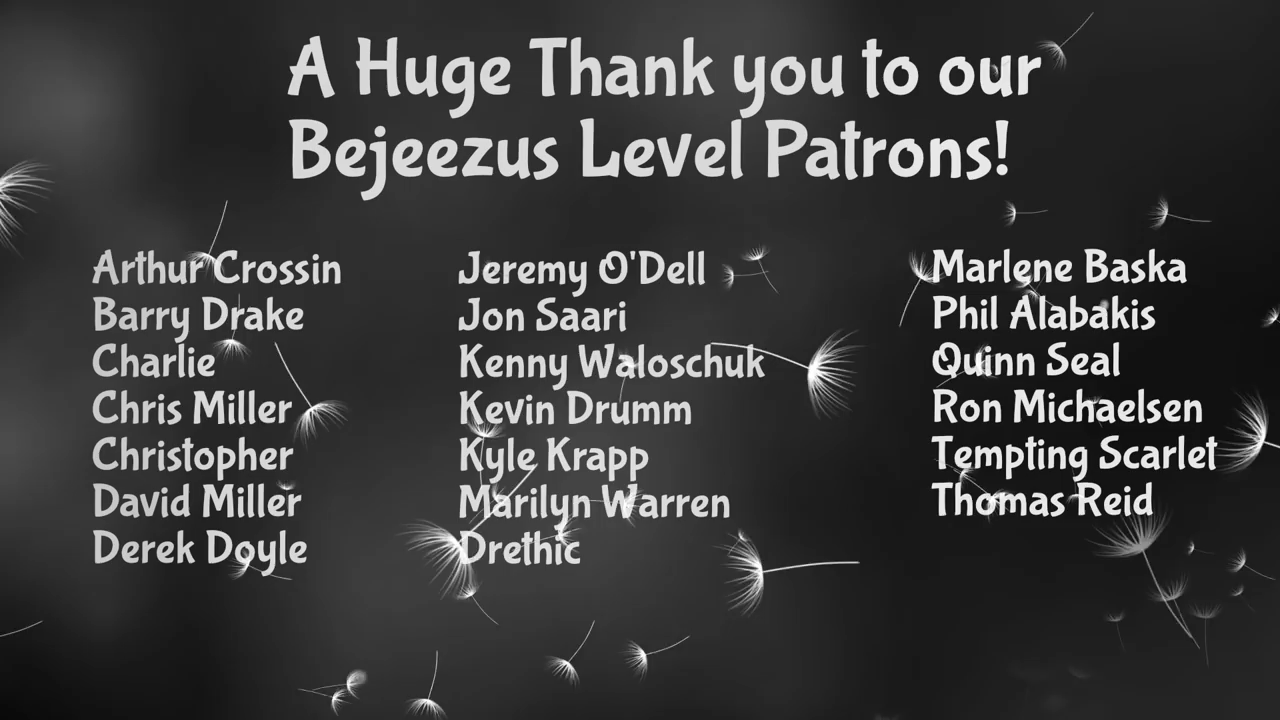 A Huge Thank you to our
Bejeezus Level Patrons!
Arthur Crossin
Barry Drake
Charlie
Chris Miller
Christopher
David Miller
Derek Doyle
Jeremy O'Dell
Jon Saari
Kenny Waloschuk
Kevin Drumm
Kyle Krapp
Marilyn Warren
Drethic
Marlene Baska
Phil Alabakis
Quinn Seal
Ron Michaelsen
Tempting Scarlet
Thomas Reid